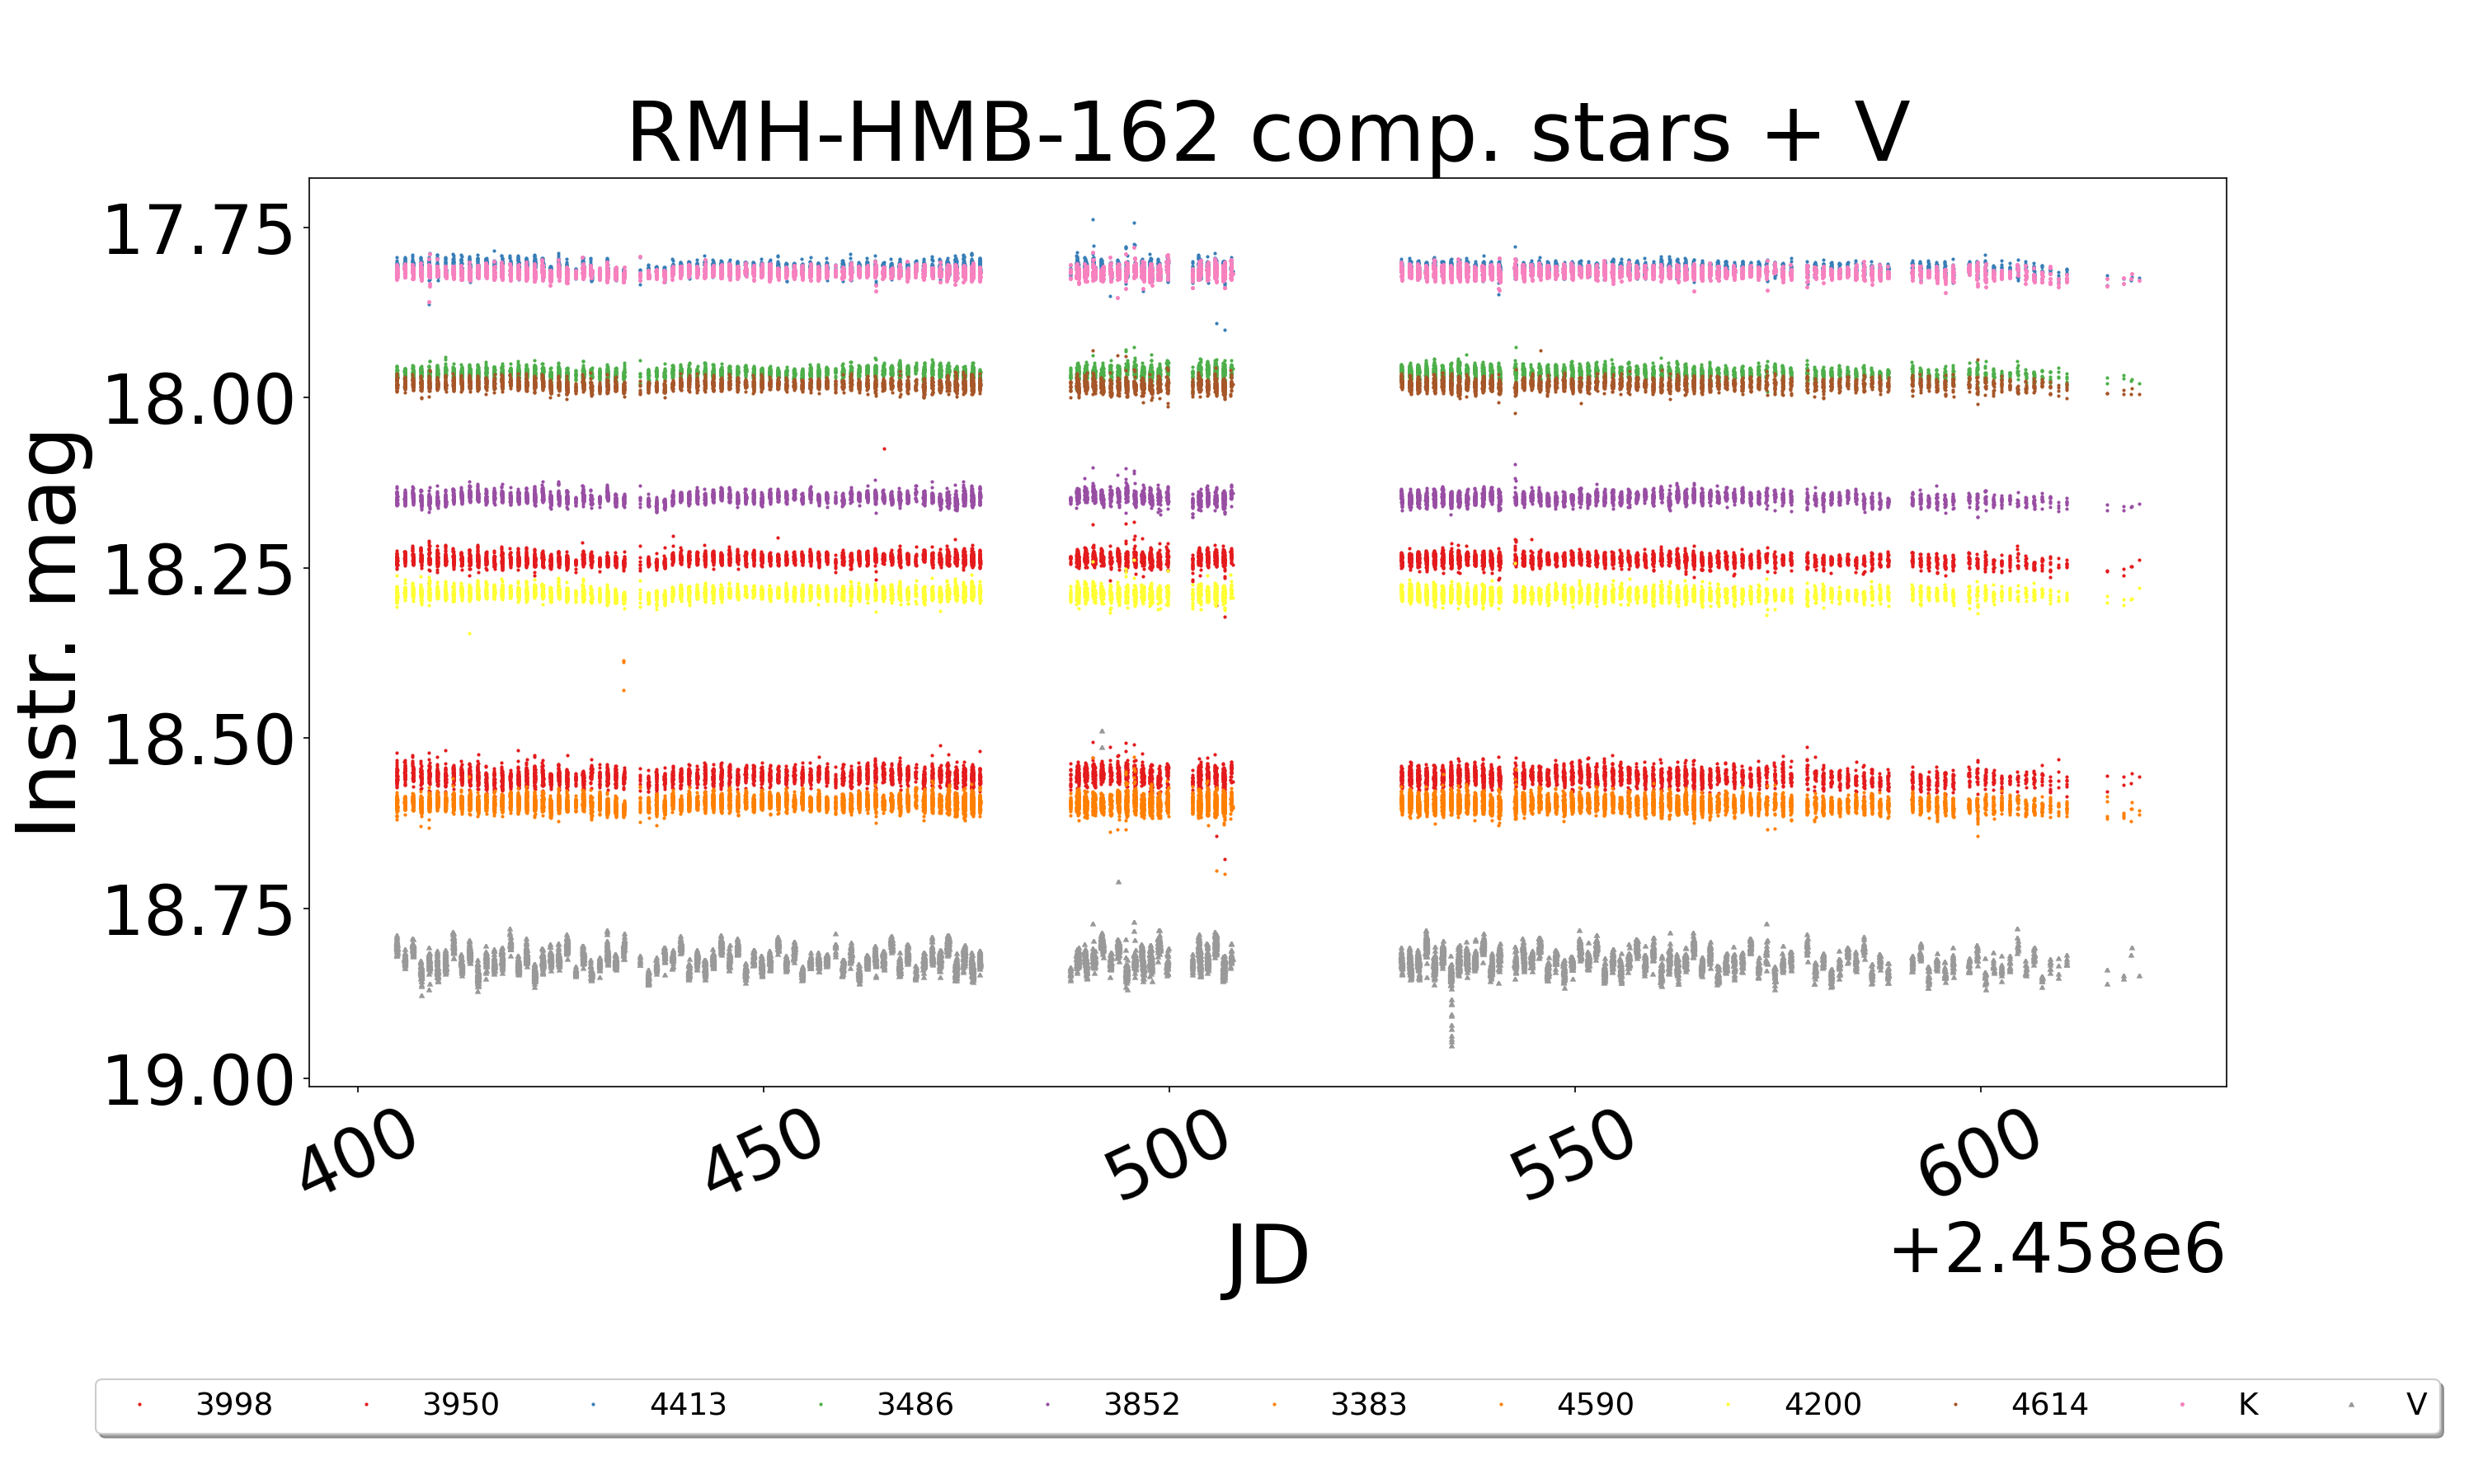 RMH-HMB-162 comp. stars + V
Instr. mag
17.75
18.00
18.25
18.50
18.75
19.00
400 450 500 550 600
JD
+2.458e6
3998 3950 4413 3486 3852 3383 4590 4200 4614 K V